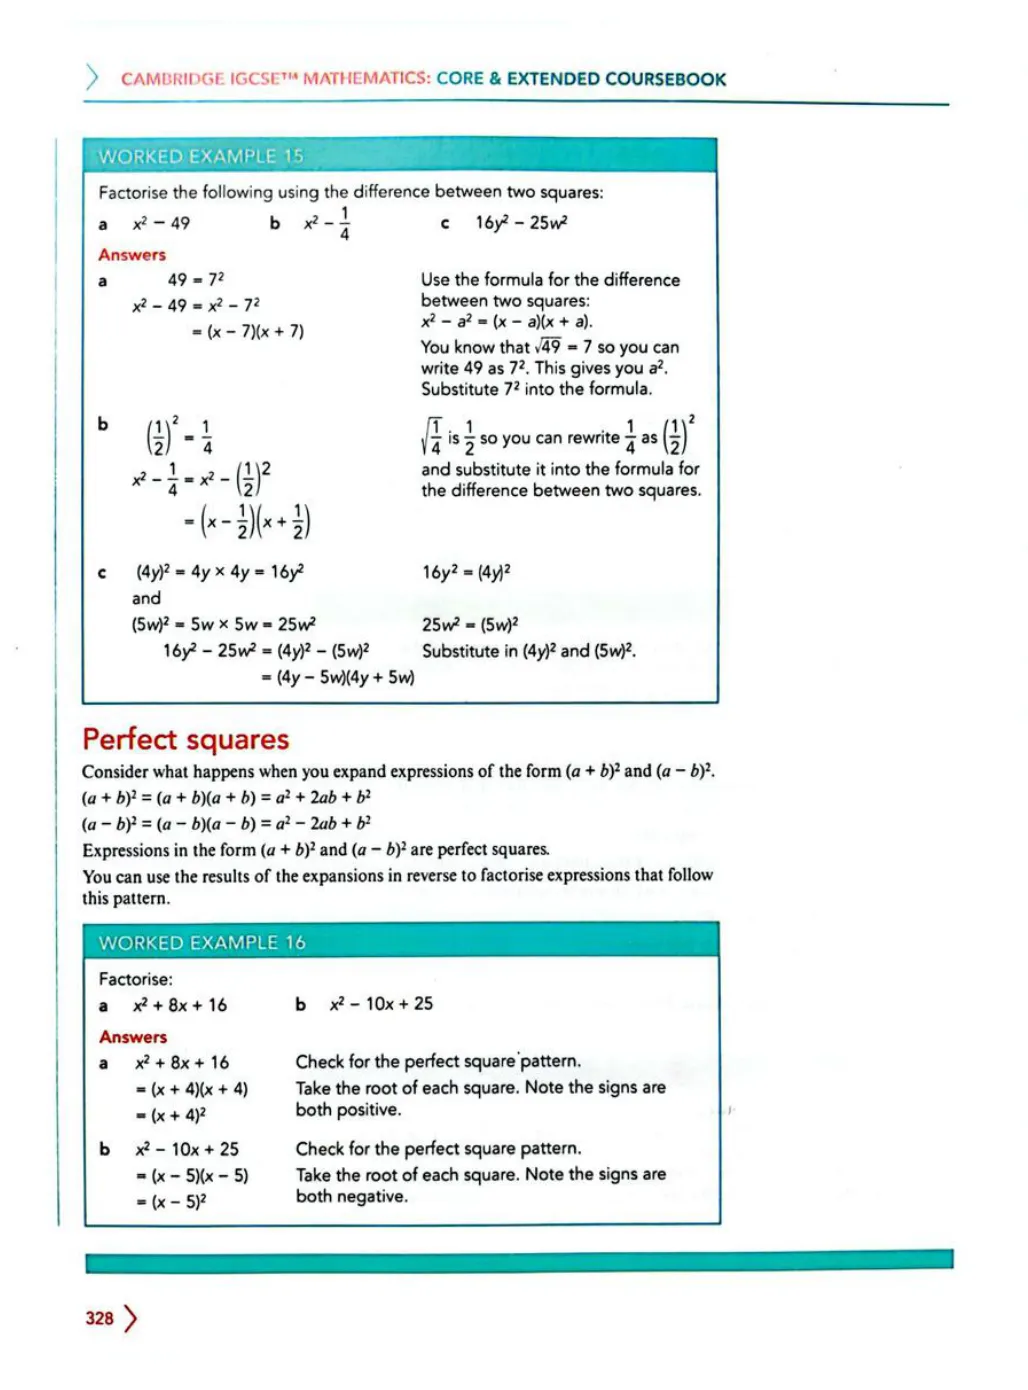 CAMBRIDGE IGCSE™ MATHEMATICS: CORE & EXTENDED COURSEBOOK
WORKED EXAMPLE 15
Factorise the following using the difference between two squares:
a x² − 49 b x² − 1/4 c 16y² − 25w²
Answers
a 49 = 7²
x² − 49 = x² − 7²
= (x − 7)(x + 7)
Use the formula for the difference
between two squares:
x² − a² = (x − a)(x + a).
You know that √49 = 7 so you can
write 49 as 7². This gives you a².
Substitute 7² into the formula.
b (1/2)² = 1/4
x² − 1/4 = x² − (1/2)²
= (x − 1/2)(x + 1/2)
√(1/4) is 1/2 so you can rewrite 1/4 as (1/2)²
and substitute it into the formula for
the difference between two squares.
c (4y)² = 4y × 4y = 16y² 16y² = (4y)²
and
(5w)² = 5w × 5w = 25w² 25w² = (5w)²
16y² − 25w² = (4y)² − (5w)² Substitute in (4y)² and (5w)².
= (4y − 5w)(4y + 5w)
Perfect squares
Consider what happens when you expand expressions of the form (a + b)² and (a − b)².
(a + b)² = (a + b)(a + b) = a² + 2ab + b²
(a − b)² = (a − b)(a − b) = a² − 2ab + b²
Expressions in the form (a + b)² and (a − b)² are perfect squares.
You can use the results of the expansions in reverse to factorise expressions that follow
this pattern.
WORKED EXAMPLE 16
Factorise:
a x² + 8x + 16 b x² − 10x + 25
Answers
a x² + 8x + 16 Check for the perfect square pattern.
= (x + 4)(x + 4) Take the root of each square. Note the signs are
= (x + 4)² both positive.
b x² − 10x + 25 Check for the perfect square pattern.
= (x − 5)(x − 5) Take the root of each square. Note the signs are
= (x − 5)² both negative.
328